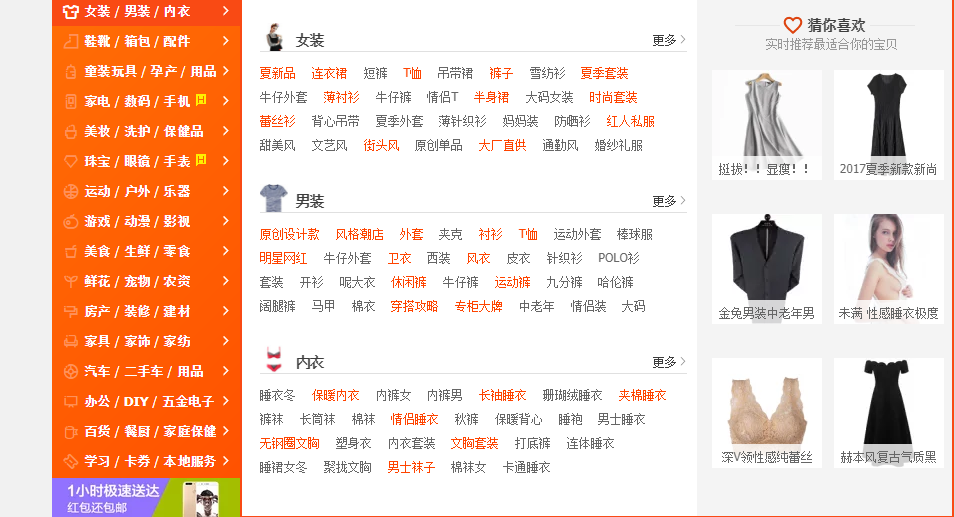 女装 / 男装 / 内衣
鞋靴 / 箱包 / 配件
童装玩具 / 孕产 / 用品
家电 / 数码 / 手机
美妆 / 洗护 / 保健品
珠宝 / 眼镜 / 手表
运动 / 户外 / 乐器
游戏 / 动漫 / 影视
美食 / 生鲜 / 零食
鲜花 / 宠物 / 农资
房产 / 装修 / 建材
家具 / 家饰 / 家纺
汽车 / 二手车 / 用品
办公 / DIY / 五金电子
百货 / 餐厨 / 家庭保健
学习 / 卡券 / 本地服务
1小时极速送达
红包还包邮
女装 更多
夏新品 连衣裙 短裤 T恤 吊带裙 裤子 雪纺衫 夏季套装
牛仔外套 薄衬衫 牛仔裤 情侣T 半身裙 大码女装 时尚套装
蕾丝衫 背心吊带 夏季外套 薄针织衫 妈妈装 防晒衫 红人私服
甜美风 文艺风 街头风 原创单品 大厂直供 通勤风 婚纱礼服
男装 更多
原创设计款 风格潮店 外套 夹克 衬衫 T恤 运动外套 棒球服
明星网红 牛仔外套 卫衣 西装 风衣 皮衣 针织衫 POLO衫
套装 开衫 呢大衣 休闲裤 牛仔裤 运动裤 九分裤 哈伦裤
阔腿裤 马甲 棉衣 穿搭攻略 专柜大牌 中老年 情侣装 大码
内衣 更多
睡衣冬 保暖内衣 内裤女 内裤男 长袖睡衣 珊瑚绒睡衣 夹棉睡衣
裤袜 长筒袜 棉袜 情侣睡衣 秋裤 保暖背心 睡袍 男士睡衣
无钢圈文胸 塑身衣 内衣套装 文胸套装 打底裤 连体睡衣
睡裙女冬 聚拢文胸 男士袜子 棉袜女 卡通睡衣
猜你喜欢
实时推荐最适合你的宝贝
挺拔！！显瘦！！
2017夏季新款新尚
金兔男装中老年男
未满 性感睡衣极度
深V领性感纯蕾丝
赫本风复古气质黑